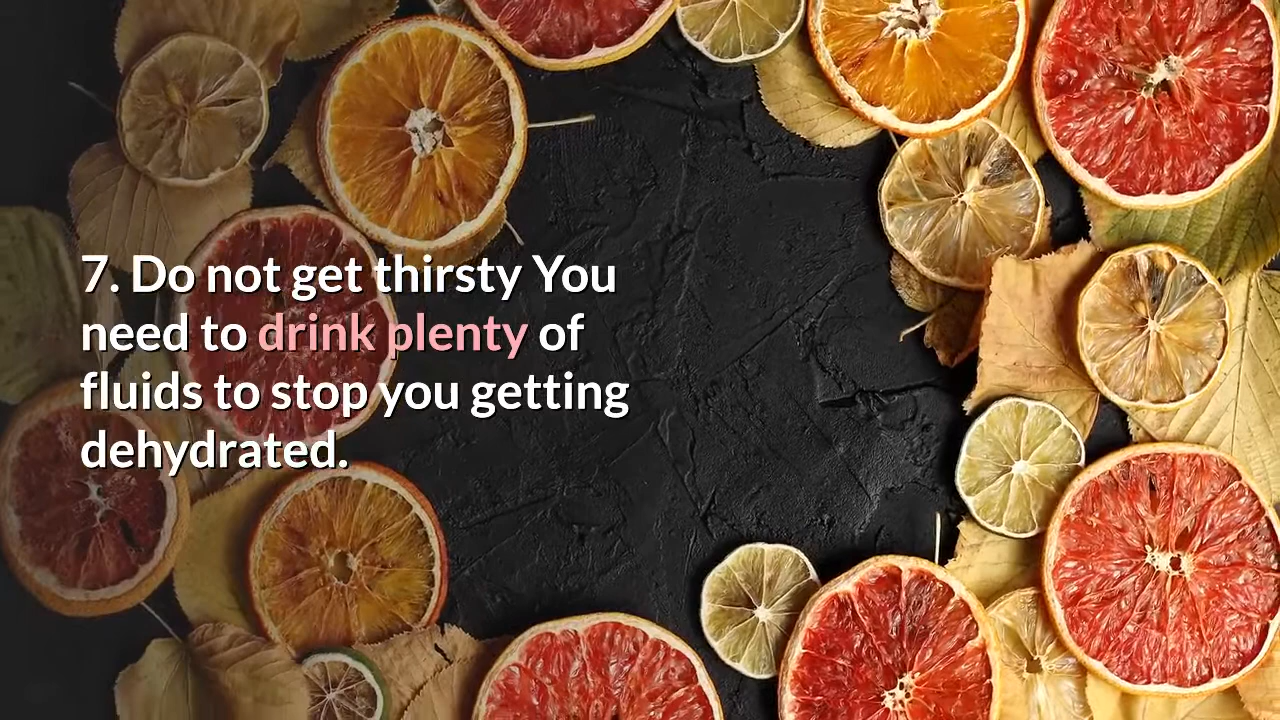 7. Do not get thirsty You
need to drink plenty of
fluids to stop you getting
dehydrated.